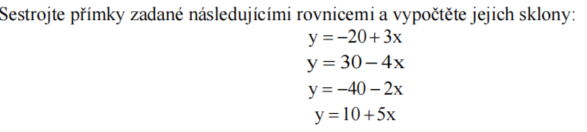 Sestrojte přímky zadané následujícími rovnicemi a vypočtěte jejich sklony:
y = –20 + 3x
y = 30 – 4x
y = –40 – 2x
y = 10 + 5x